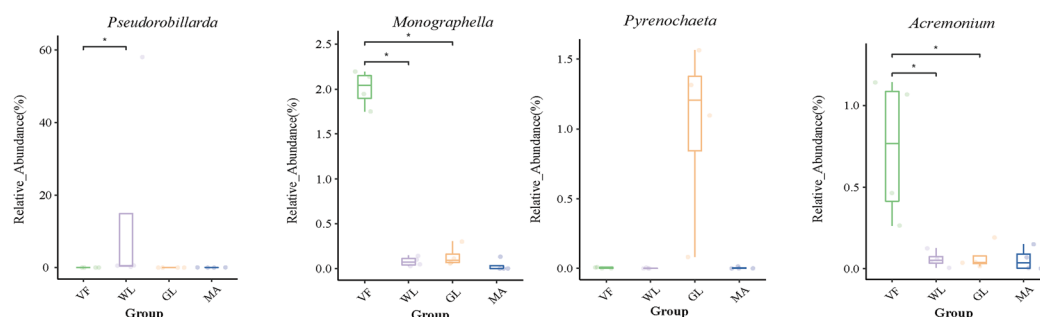 Pseudorobillarda
*
Relative_Abundance(%)
60
40
20
0
VF
WL
GL
MA
Group
Monographella
*
*
Relative_Abundance(%)
2.5
2.0
1.5
1.0
0.5
0.0
VF
WL
GL
MA
Group
Pyrenochaeta
Relative_Abundance(%)
1.5
1.0
0.5
0.0
VF
WL
GL
MA
Group
Acremonium
*
*
Relative_Abundance(%)
1.0
0.5
0.0
VF
WL
GL
MA
Group